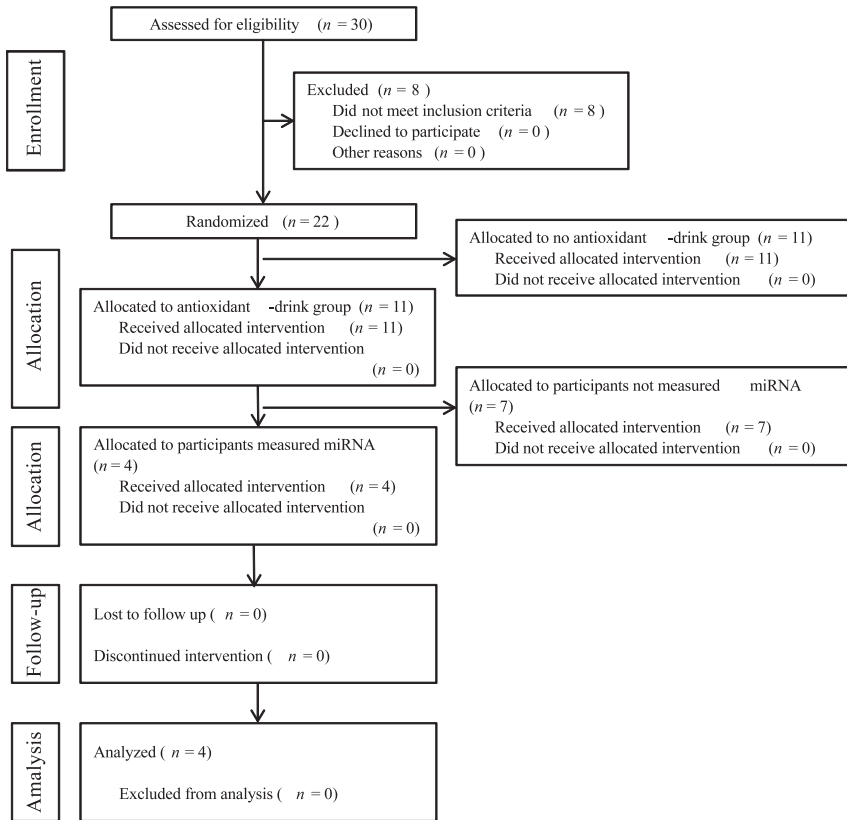 Assessed for eligibility (n = 30)
Enrollment
Excluded (n = 8 )
Did not meet inclusion criteria (n = 8 )
Declined to participate (n = 0 )
Other reasons (n = 0 )
Randomized (n = 22 )
Allocated to no antioxidant -drink group (n = 11)
Received allocated intervention (n = 11)
Did not receive allocated intervention (n = 0)
Allocation
Allocated to antioxidant -drink group (n = 11)
Received allocated intervention (n = 11)
Did not receive allocated intervention
(n = 0)
Allocated to participants not measured miRNA
(n = 7)
Received allocated intervention (n = 7)
Did not receive allocated intervention (n = 0)
Allocation
Allocated to participants measured miRNA
(n = 4)
Received allocated intervention (n = 4)
Did not receive allocated intervention
(n = 0)
Follow-up
Lost to follow up ( n = 0)
Discontinued intervention ( n = 0)
Amalysis
Analyzed ( n = 4)
Excluded from analysis ( n = 0)